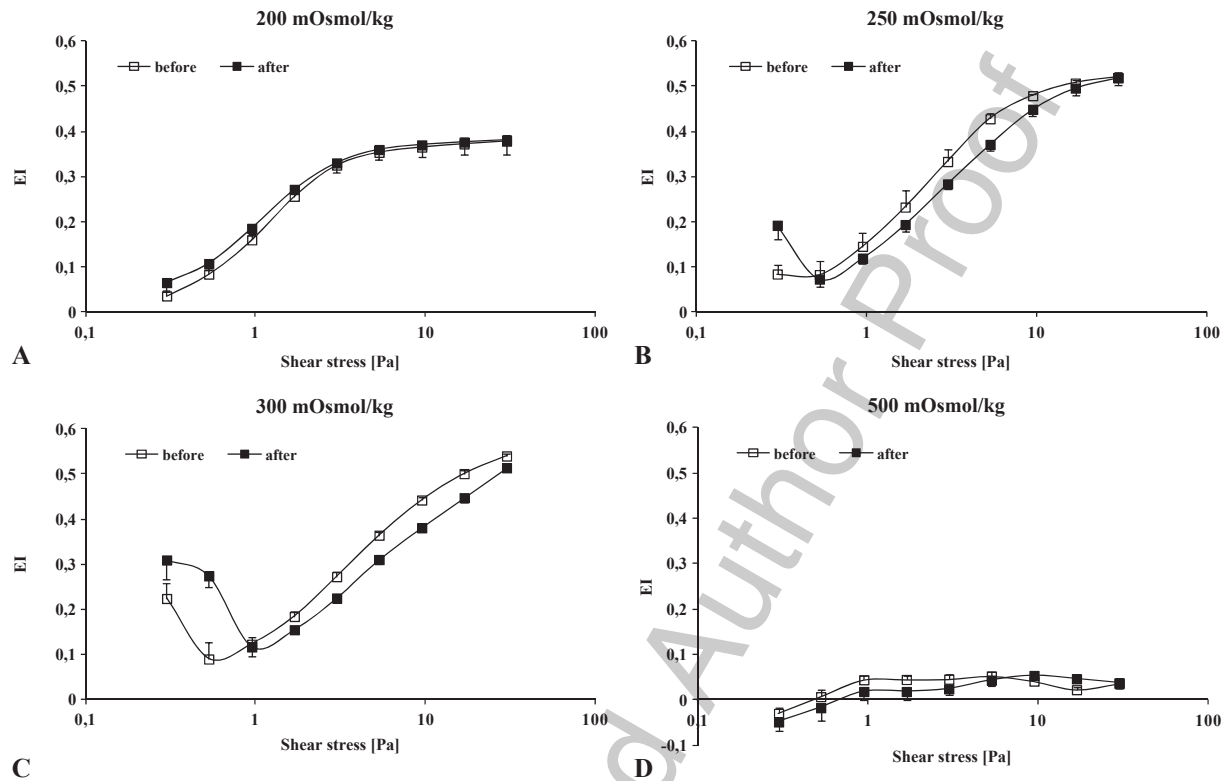 200 mOsmol/kg
0,6
before after
0,5
0,4
EI
0,3
0,2
0,1
0
0,1 1 10 100
Shear stress [Pa]
A
250 mOsmol/kg
0,6
before after
0,5
0,4
EI
0,3
0,2
0,1
0
0,1 1 10 100
Shear stress [Pa]
B
300 mOsmol/kg
0,6
before after
0,5
0,4
EI
0,3
0,2
0,1
0
0,1 1 10 100
Shear stress [Pa]
C
500 mOsmol/kg
0,6
before after
0,5
0,4
EI
0,3
0,2
0,1
0
0,1 1 10 100
-0,1
Shear stress [Pa]
D
d Author Proof